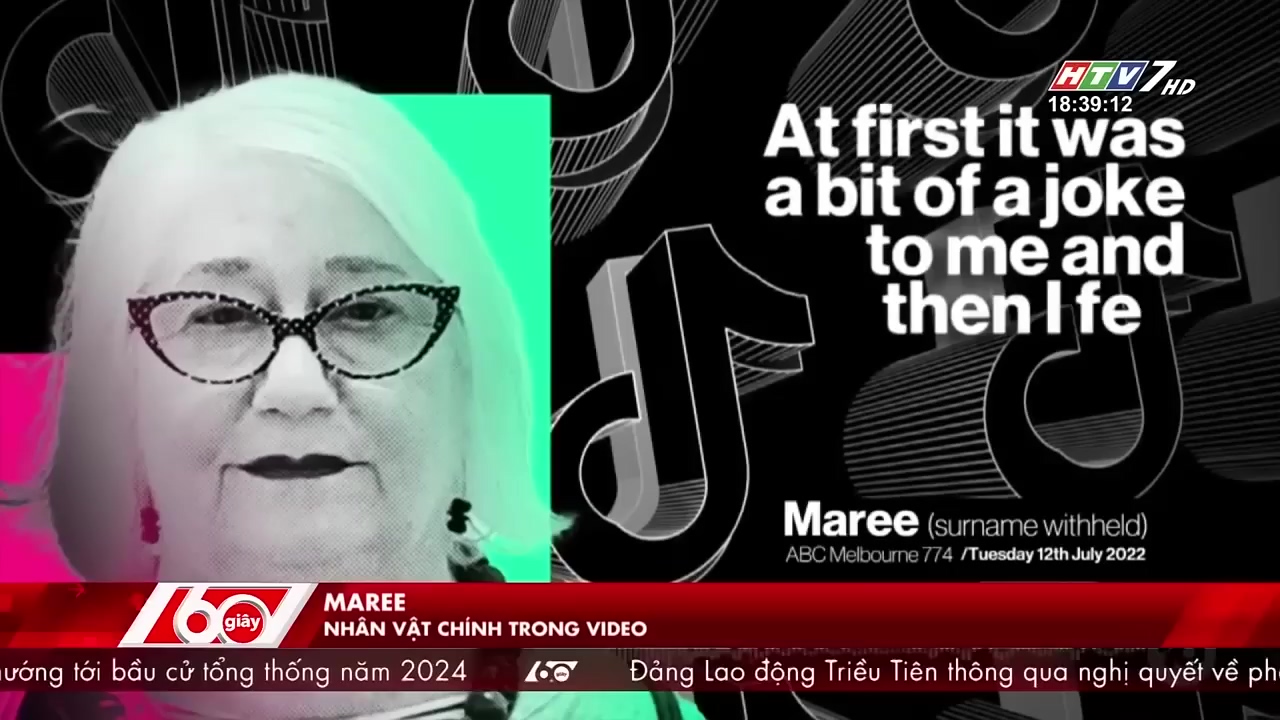 HTV7 HD
18:39:12
At first it was
a bit of a joke
to me and
then I fe
Maree (surname withheld)
ABC Melbourne 774 /Tuesday 12th July 2022
60 giây
MAREE
NHÂN VẬT CHÍNH TRONG VIDEO
hướng tới bầu cử tổng thống năm 2024 60 giây Đảng Lao động Triều Tiên thông qua nghị quyết về ph